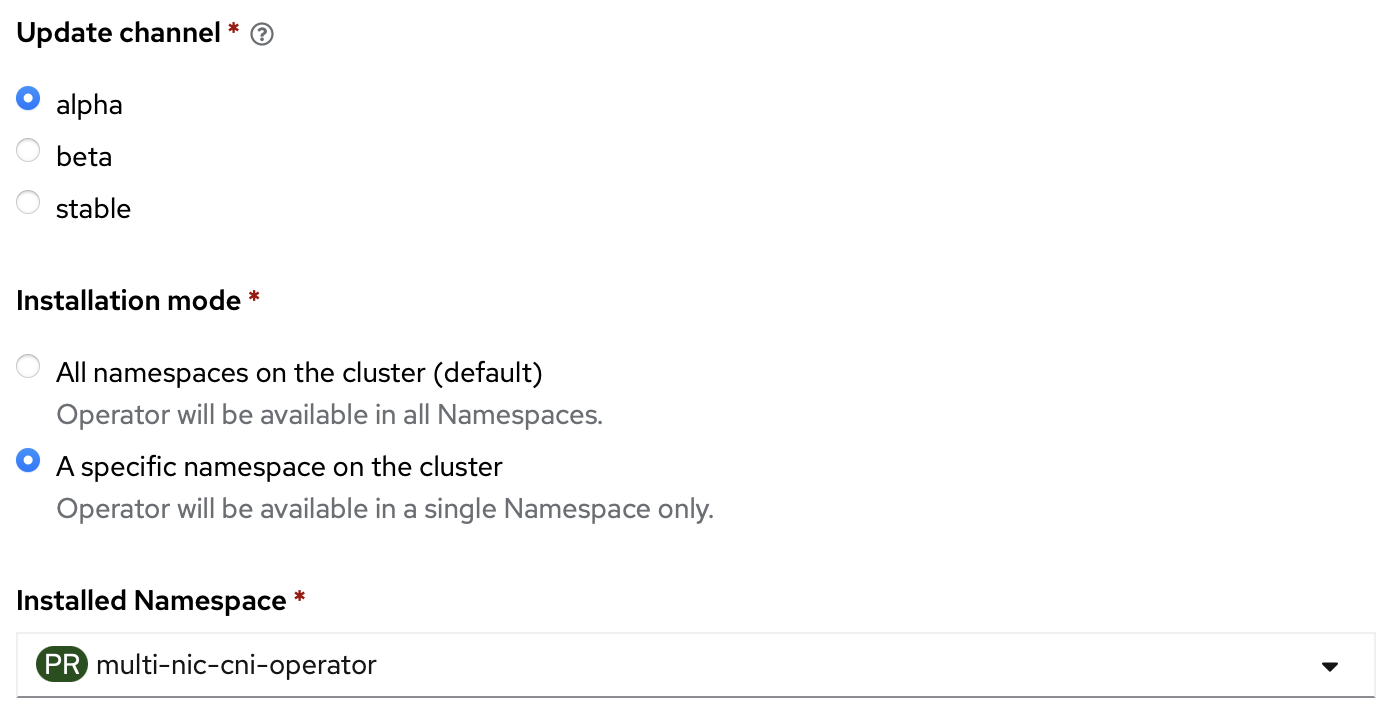 Update channel *
alpha
beta
stable
Installation mode *
All namespaces on the cluster (default)
Operator will be available in all Namespaces.
A specific namespace on the cluster
Operator will be available in a single Namespace only.
Installed Namespace *
PR multi-nic-cni-operator